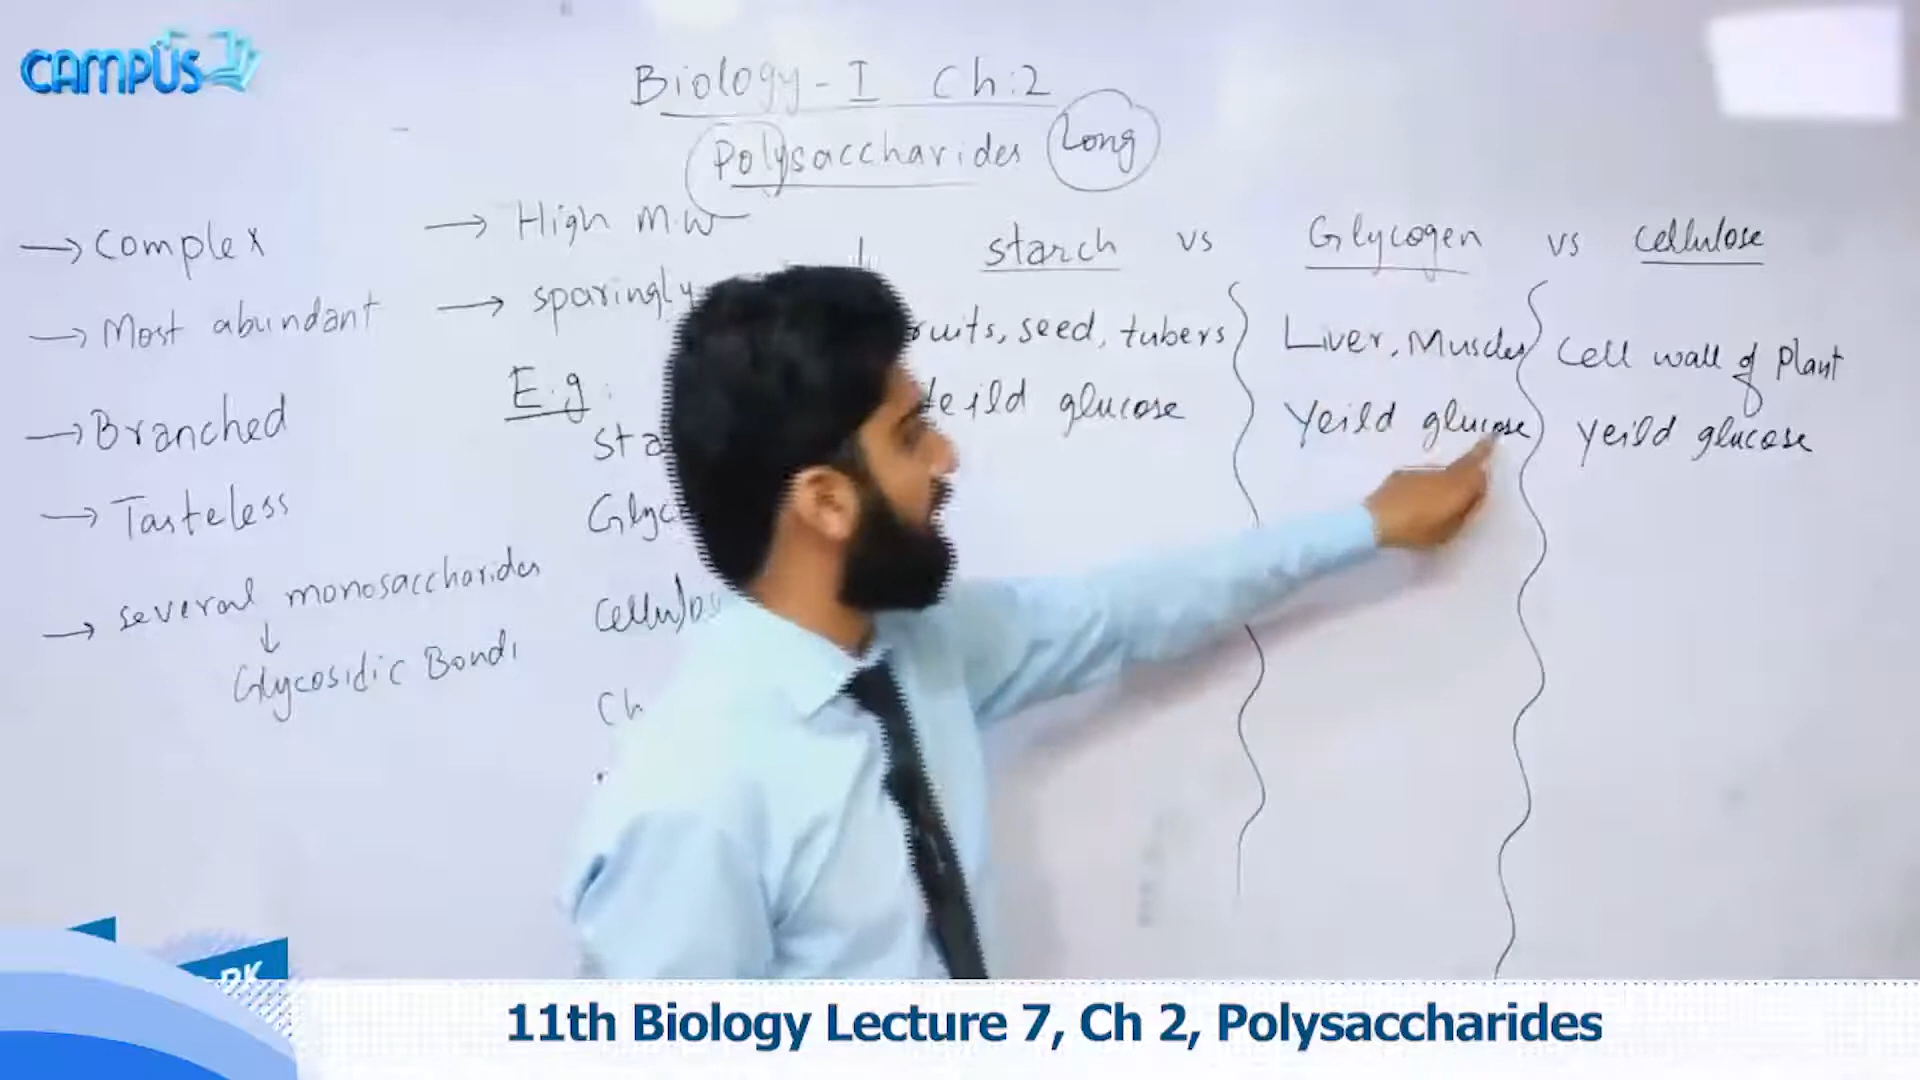 CAMPUS
Biology - I Ch:2
Polysaccharides Long
→ Complex
→ Most abundant
→ Branched
→ Tasteless
→ several monosaccharides
↓
Glycosidic Bond
→ High M.W
→ sparingly
E.g:
starch vs Glycogen vs cellulose
seed, tubers
glucose
Liver, Muscles
Yeild glucose
Cell wall of Plant
Yeild glucose
11th Biology Lecture 7, Ch 2, Polysaccharides